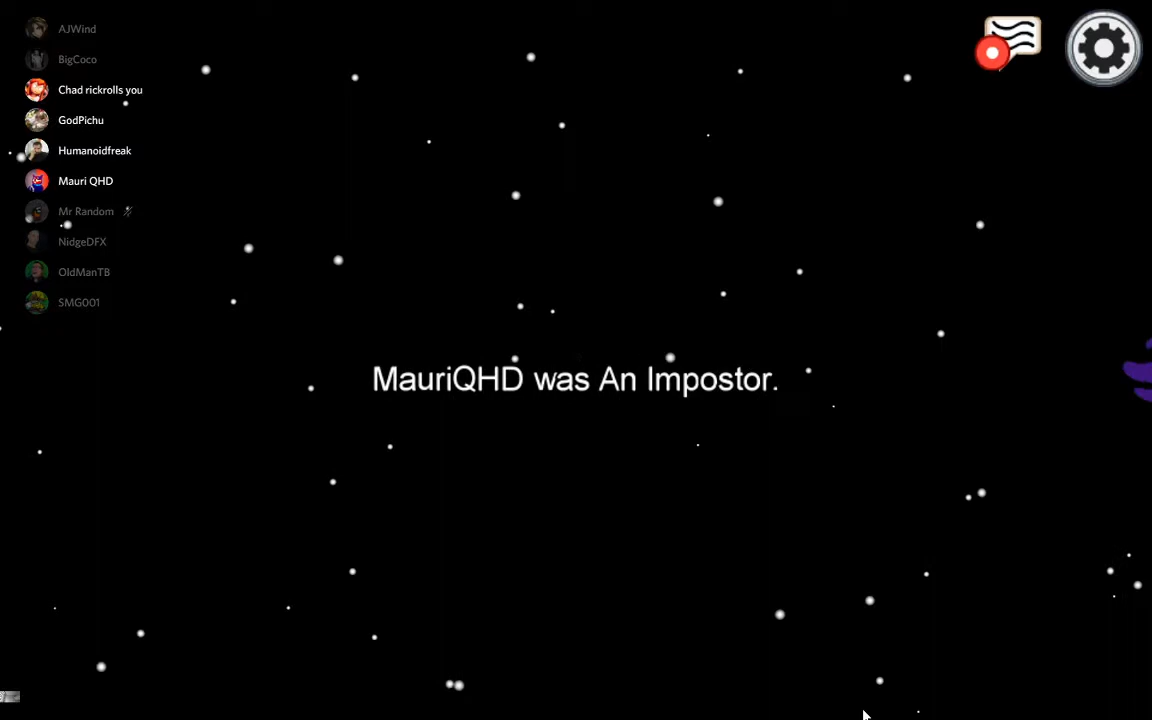 AJWind
BigCoco
Chad rickrolls you
GodPichu
Humanoidfreak
Mauri QHD
Mr Random
NidgeDFX
OldManTB
SMG001
MauriQHD was An Impostor.